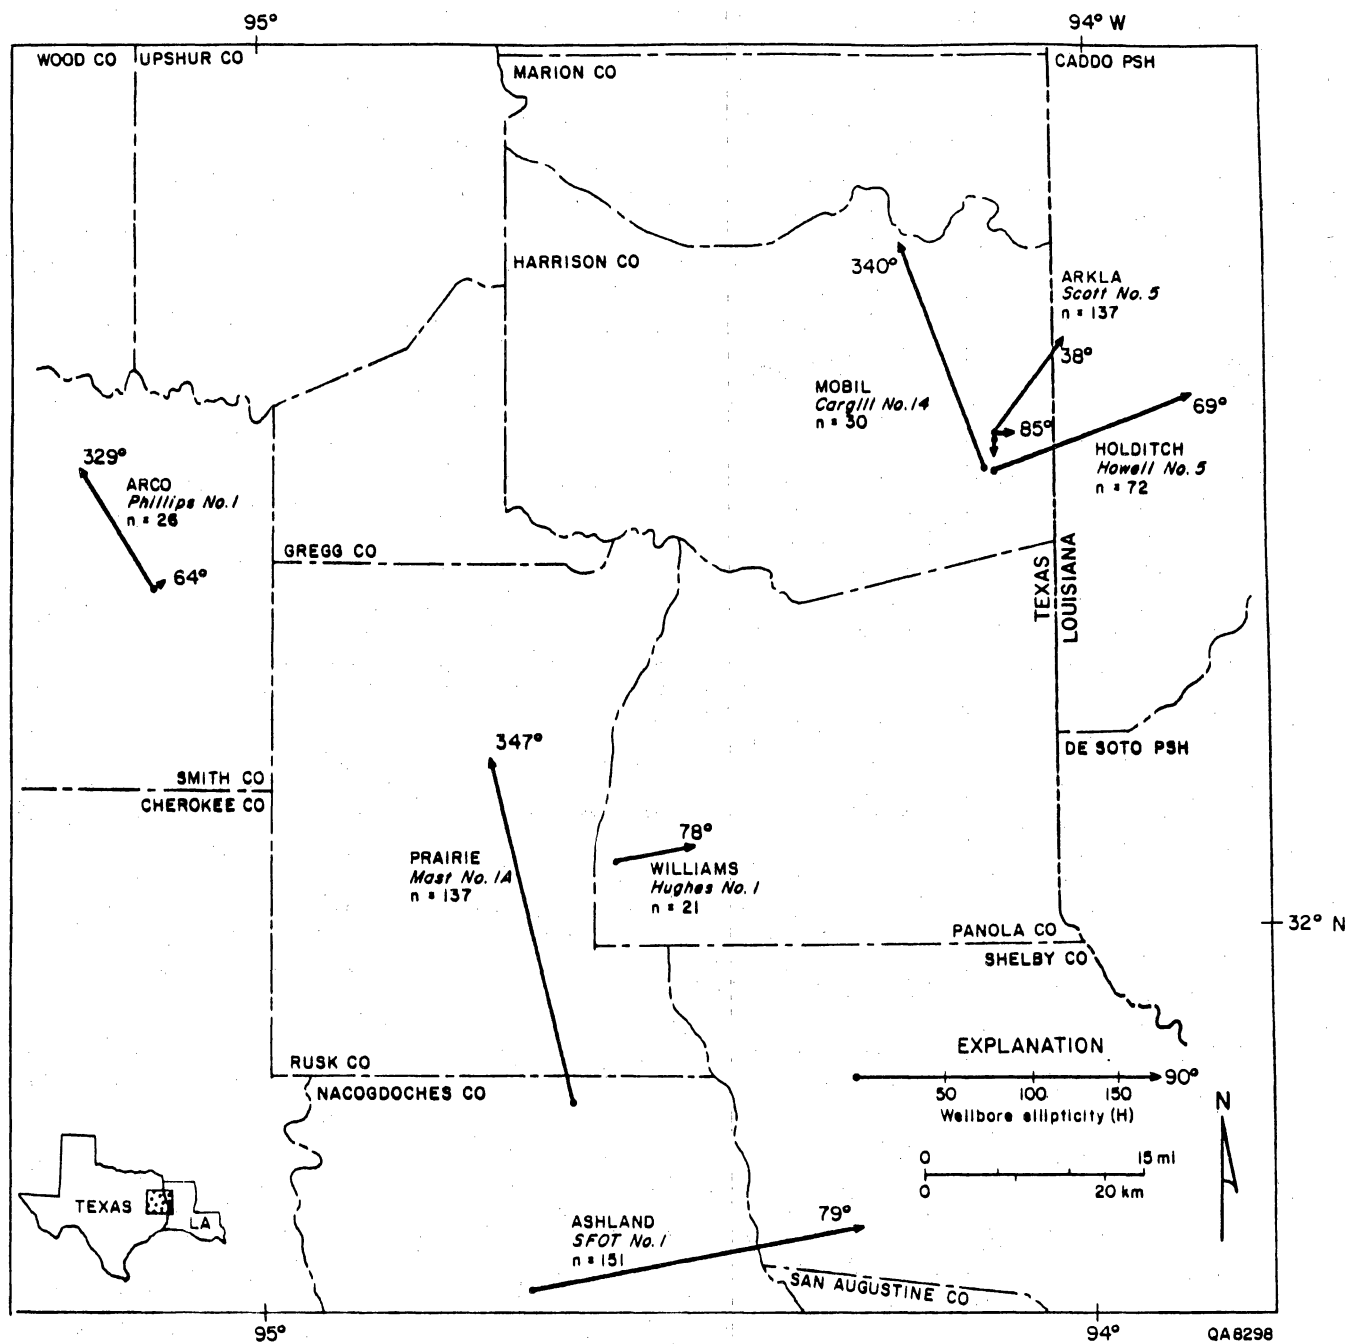 95°
94° W
WOOD CO
UPSHUR CO
MARION CO
CADDO PSH
HARRISON CO
340°
ARKLA
Scott No. 5
n = 137
38°
MOBIL
Cargill No. 14
n = 30
69°
85°
HOLDITCH
Howell No. 5
n = 72
329°
ARCO
Phillips No. 1
n = 26
64°
GREGG CO
TEXAS
LOUISIANA
347°
DE SOTO PSH
SMITH CO
CHEROKEE CO
78°
PRAIRIE
Mast No. 1A
n = 137
WILLIAMS
Hughes No. 1
n = 21
32° N
PANOLA CO
SHELBY CO
EXPLANATION
90°
50 100 150
Wellbore ellipticity (H)
N
RUSK CO
NACOGDOCHES CO
0 15 mi
0 20 km
TEXAS
LA
ASHLAND
SFOT No. 1
n = 151
79°
SAN AUGUSTINE CO
95°
94°
QA8298